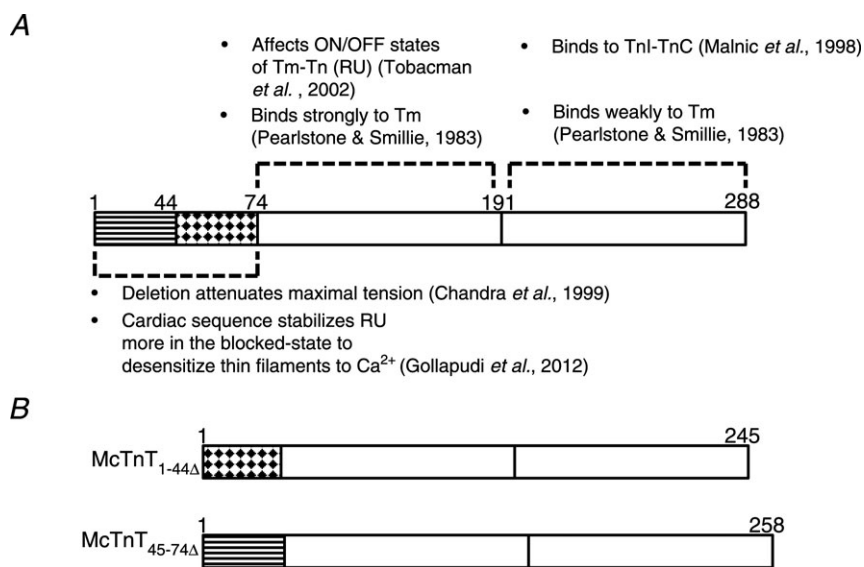 A
• Affects ON/OFF states
of Tm-Tn (RU) (Tobacman
et al. , 2002)
• Binds strongly to Tm
(Pearlstone & Smillie, 1983)
• Binds to TnI-TnC (Malnic et al., 1998)
• Binds weakly to Tm
(Pearlstone & Smillie, 1983)
1 44 74 191 288
• Deletion attenuates maximal tension (Chandra et al., 1999)
• Cardiac sequence stabilizes RU
more in the blocked-state to
desensitize thin filaments to Ca²⁺ (Gollapudi et al., 2012)
B
1 245
McTnT₁₋₄₄Δ
1 258
McTnT₄₅₋₇₄Δ